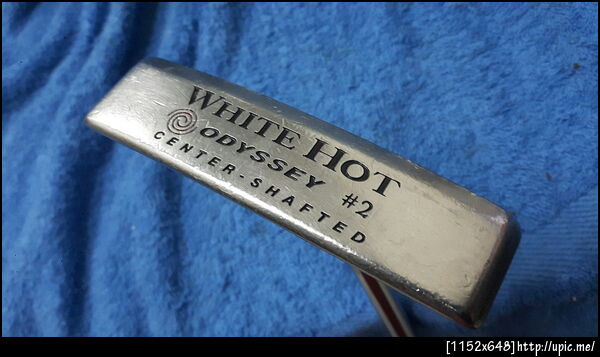 WHITE HOT
ODYSSEY #2
CENTER-SHAFTED
[1152x648]http://upic.me/